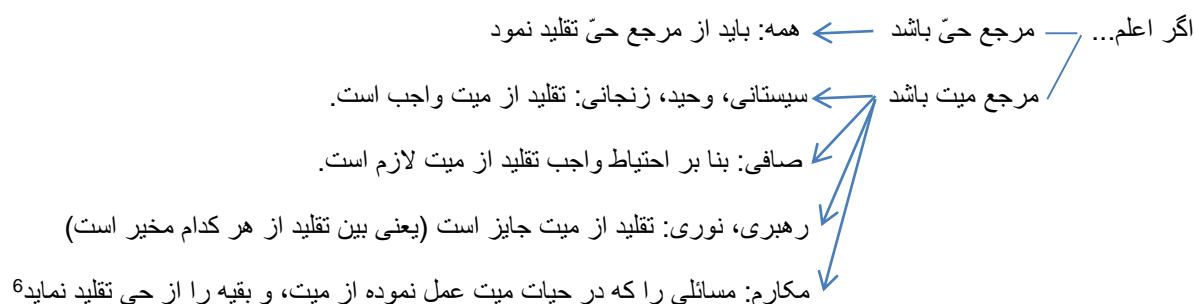 اگر اعلم... مرجع حیّ باشد همه: باید از مرجع حیّ تقلید نمود
مرجع میت باشد سیستانی، وحید، زنجانی: تقلید از میت واجب است.
صافی: بنا بر احتیاط واجب تقلید از میت لازم است.
رهبری، نوری: تقلید از میت جایز است (یعنی بین تقلید از هر کدام مخیر است)
مکارم: مسائلی را که در حیات میت عمل نموده از میت، و بقیه را از حی تقلید نماید6